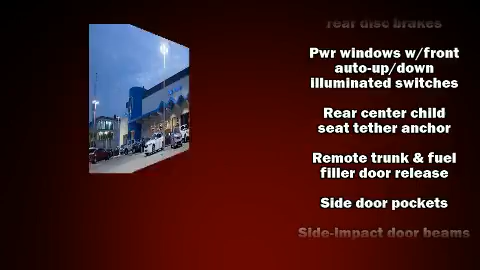 rear disc brakes
Pwr windows w/front
auto-up/down
illuminated switches
Rear center child
seat tether anchor
Remote trunk & fuel
filler door release
Side door pockets
Side-impact door beams